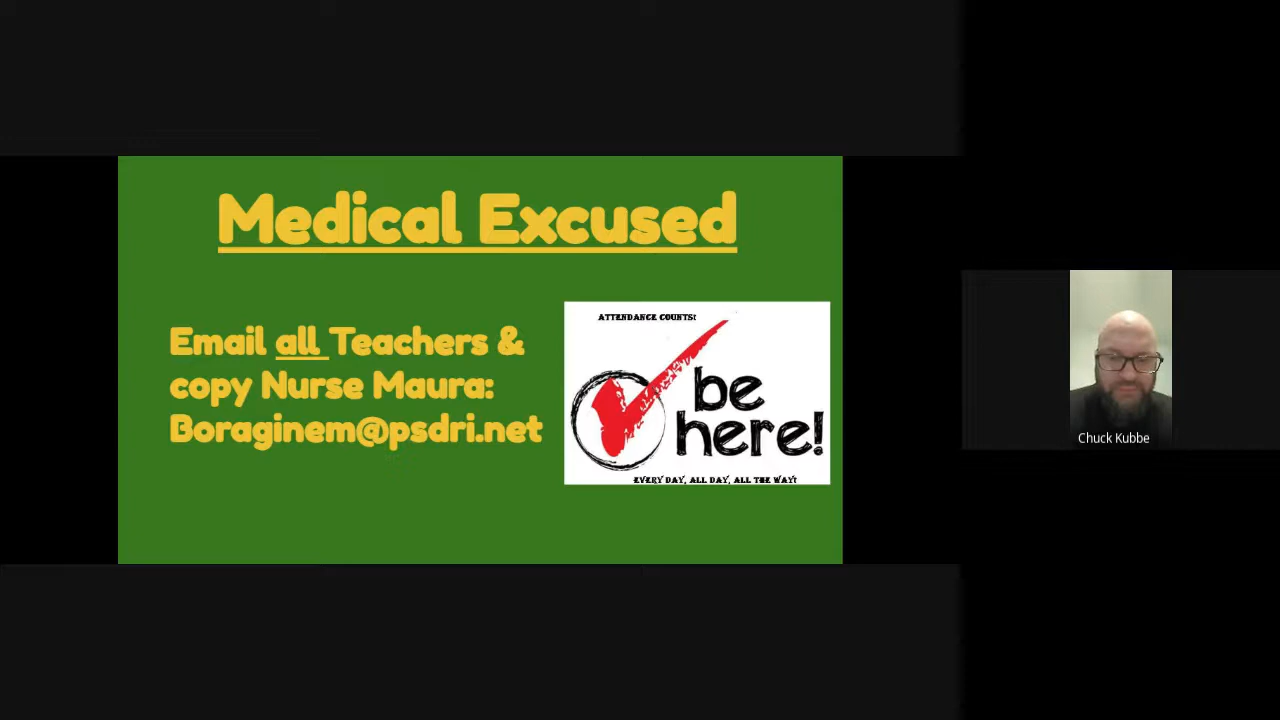 Medical Excused
Email all Teachers &
copy Nurse Maura:
Boraginem@psdri.net
ATTENDANCE COUNTS!
be
here!
EVERY DAY, ALL DAY, ALL THE WAY!
Chuck Kubbe